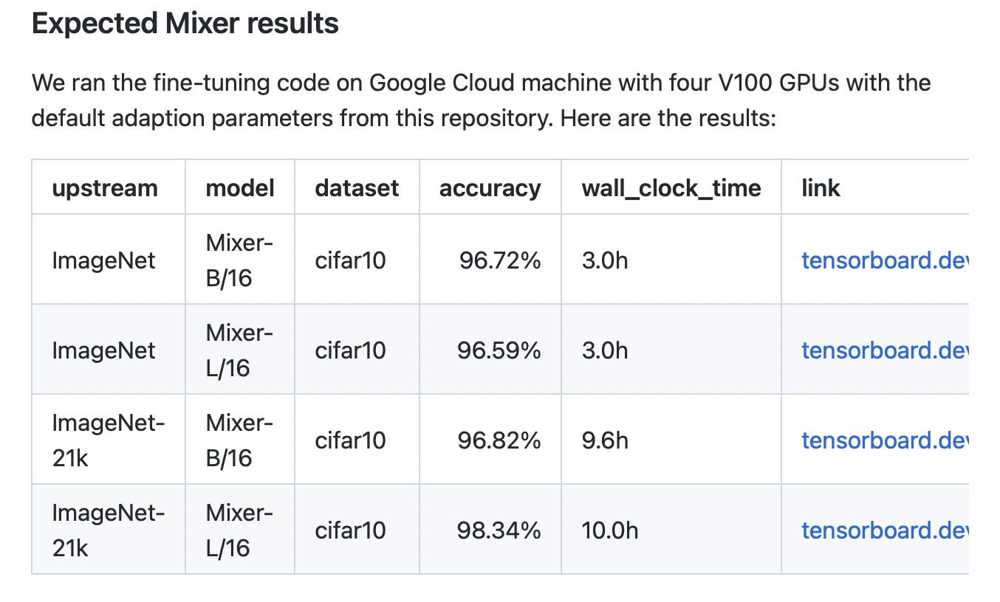 Expected Mixer results
We ran the fine-tuning code on Google Cloud machine with four V100 GPUs with the
default adaption parameters from this repository. Here are the results:
upstream model dataset accuracy wall_clock_time link
ImageNet Mixer-B/16 cifar10 96.72% 3.0h tensorboard.dev
ImageNet Mixer-L/16 cifar10 96.59% 3.0h tensorboard.dev
ImageNet-21k Mixer-B/16 cifar10 96.82% 9.6h tensorboard.dev
ImageNet-21k Mixer-L/16 cifar10 98.34% 10.0h tensorboard.dev